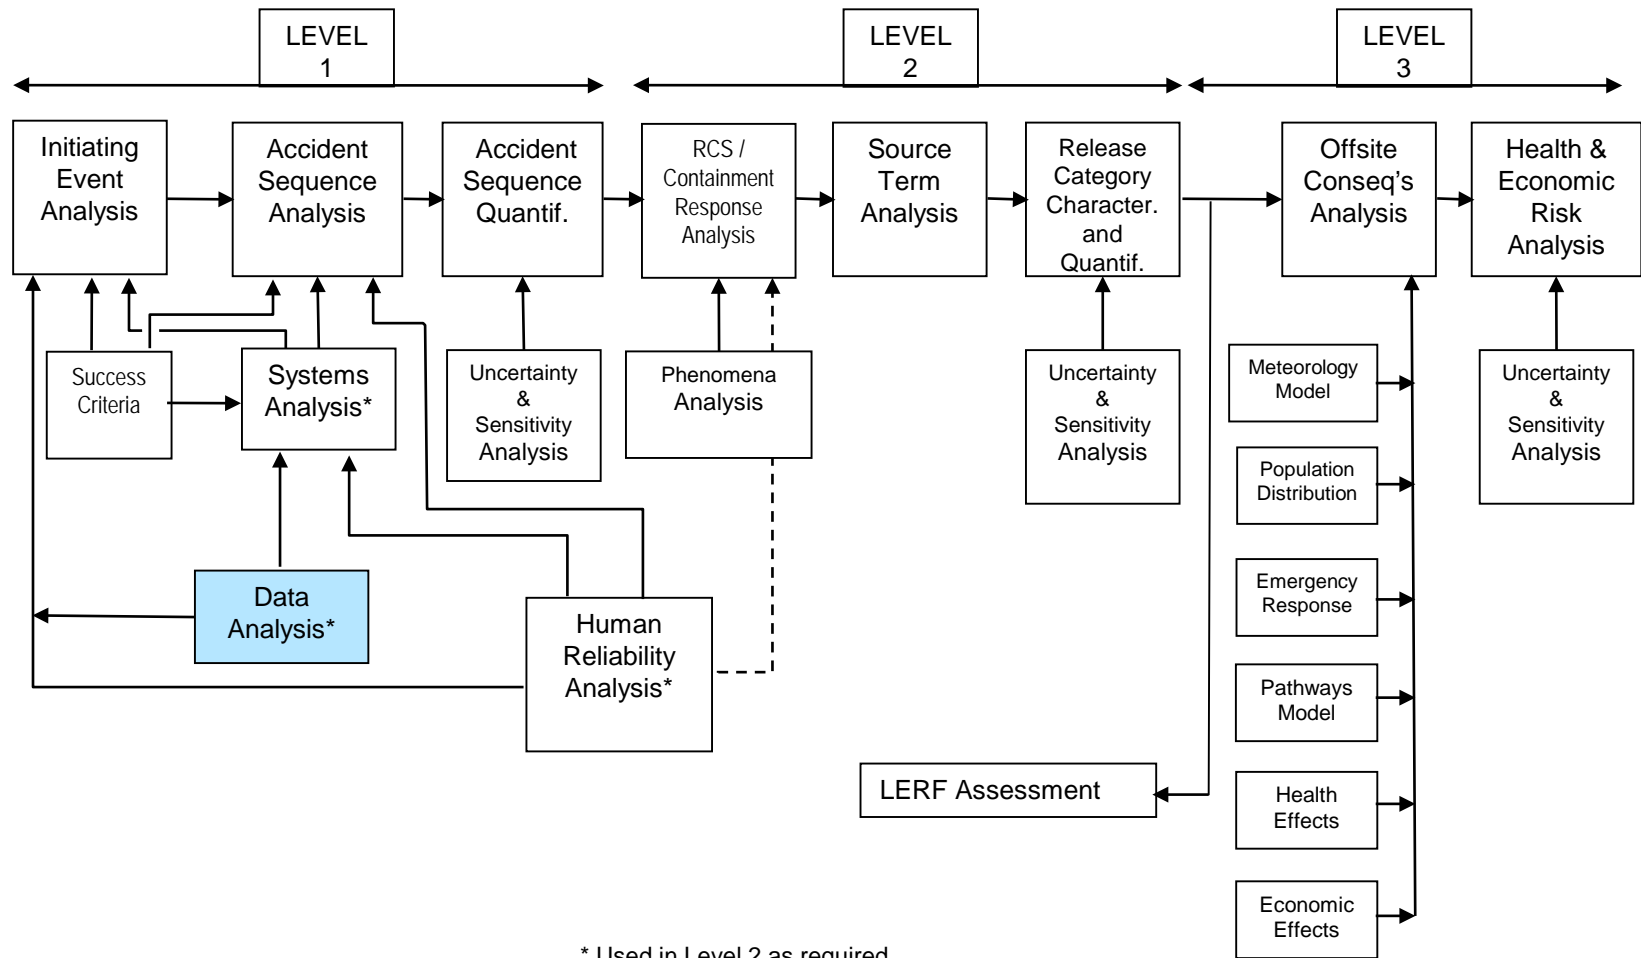 LEVEL
1
LEVEL
2
LEVEL
3
Initiating
Event
Analysis
Accident
Sequence
Analysis
Accident
Sequence
Quantif.
RCS /
Containment
Response
Analysis
Source
Term
Analysis
Release
Category
Character.
and
Quantif.
Offsite
Conseq's
Analysis
Health &
Economic
Risk
Analysis
Success
Criteria
Systems
Analysis*
Uncertainty
&
Sensitivity
Analysis
Phenomena
Analysis
Uncertainty
&
Sensitivity
Analysis
Meteorology
Model
Uncertainty
&
Sensitivity
Analysis
Population
Distribution
Data
Analysis*
Human
Reliability
Analysis*
Emergency
Response
Pathways
Model
LERF Assessment
Health
Effects
Economic
Effects
* Used in Level 2 as required